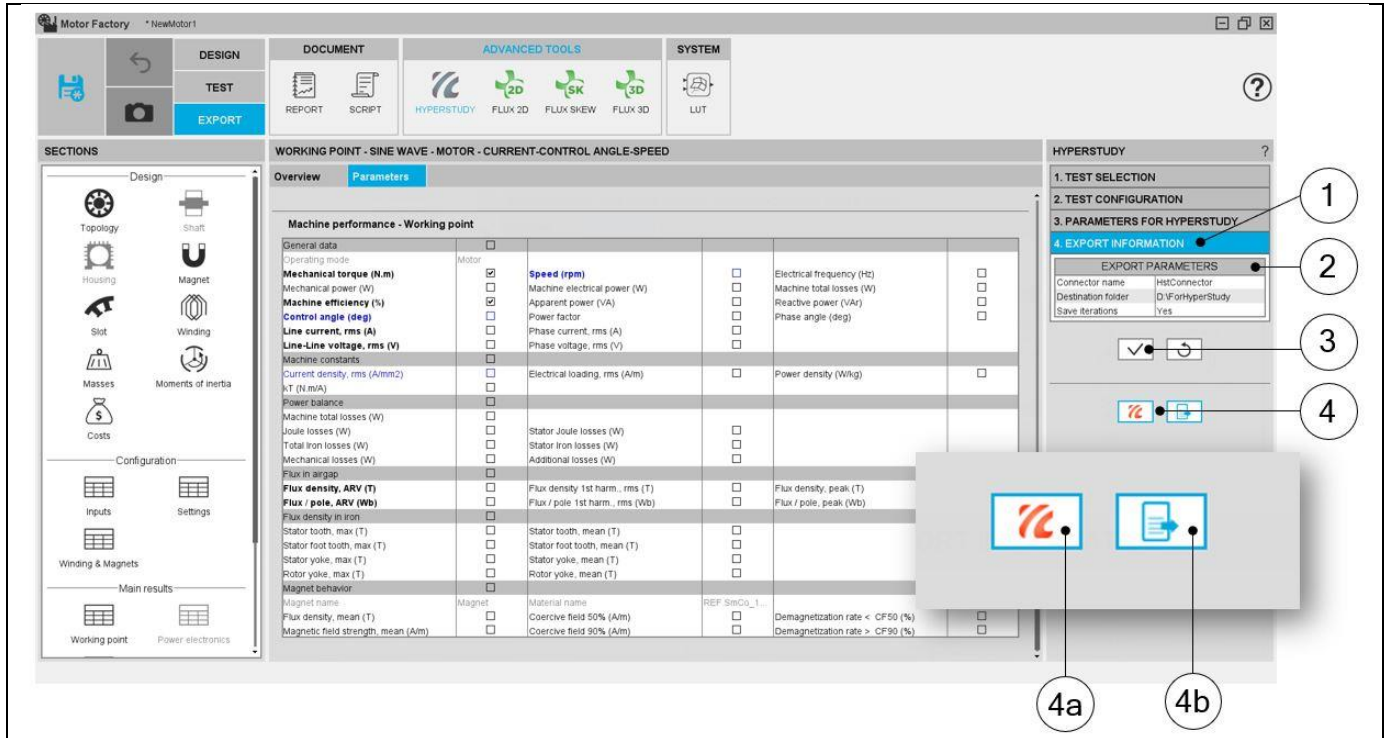 Motor Factory * NewMotor1
DESIGN
TEST
EXPORT
DOCUMENT
REPORT SCRIPT
ADVANCED TOOLS
HYPERSTUDY FLUX 2D FLUX SKEW FLUX 3D
2D SK 3D
SYSTEM
LUT
?
SECTIONS
Design
Topology Shaft
Housing Magnet
Slot Winding
Masses Moments of inertia
$
Costs
Configuration
Inputs Settings
Winding & Magnets
Main results
Working point Power electronics
WORKING POINT - SINE WAVE - MOTOR - CURRENT-CONTROL ANGLE-SPEED
Overview Parameters
Machine performance - Working point
General data
Operating mode Motor
Mechanical torque (N.m) Speed (rpm) Electrical frequency (Hz)
Mechanical power (W) Machine electrical power (W) Machine total losses (W)
Machine efficiency (%) Apparent power (VA) Reactive power (VAr)
Control angle (deg) Power factor Phase angle (deg)
Line current, rms (A) Phase current, rms (A)
Line-Line voltage, rms (V) Phase voltage, rms (V)
Machine constants
Current density, rms (A/mm2) Electrical loading, rms (A/m) Power density (W/kg)
kT (N.m/A)
Power balance
Machine total losses (W)
Joule losses (W) Stator Joule losses (W)
Total Iron losses (W) Stator Iron losses (W)
Mechanical losses (W) Additional losses (W)
Flux in airgap
Flux density, ARV (T) Flux density 1st harm., rms (T) Flux density, peak (T)
Flux / pole, ARV (Wb) Flux / pole 1st harm., rms (Wb) Flux / pole, peak (Wb)
Flux density in iron
Stator tooth, max (T) Stator tooth, mean (T)
Stator foot tooth, max (T) Stator foot tooth, mean (T)
Stator yoke, max (T) Stator yoke, mean (T)
Rotor yoke, max (T) Rotor yoke, mean (T)
Magnet behavior
Magnet name Magnet Material name REF.SmCo_1...
Flux density, mean (T) Coercive field 50% (A/m) Demagnetization rate < CF50 (%)
Magnetic field strength, mean (A/m) Coercive field 90% (A/m) Demagnetization rate > CF90 (%)
HYPERSTUDY ?
1. TEST SELECTION
2. TEST CONFIGURATION
3. PARAMETERS FOR HYPERSTUDY
4. EXPORT INFORMATION
EXPORT PARAMETERS
Connector name HstConnector
Destination folder D:\ForHyperStudy
Save iterations Yes
1
2
3
4
4a 4b